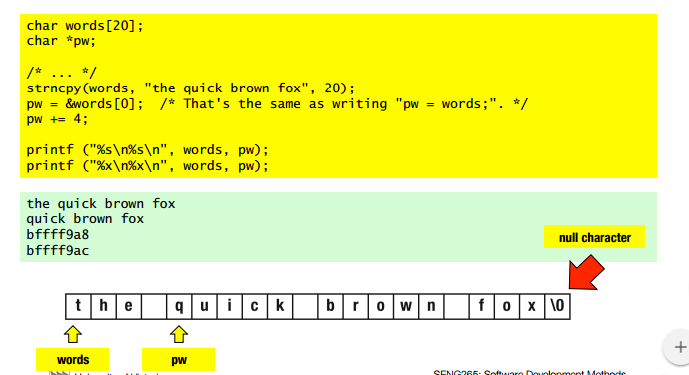 char words[20];
char *pw;
/* ... */
strncpy(words, "the quick brown fox", 20);
pw = &words[0];  /* That's the same as writing "pw = words;". */
pw += 4;
printf ("%s\n%s\n", words, pw);
printf ("%x\n%x\n", words, pw);
the quick brown fox
quick brown fox
bffff9a8
bffff9ac
null character
t h e   q u i c k   b r o w n   f o x \0
words pw
SENG265: Software Development Methods
+